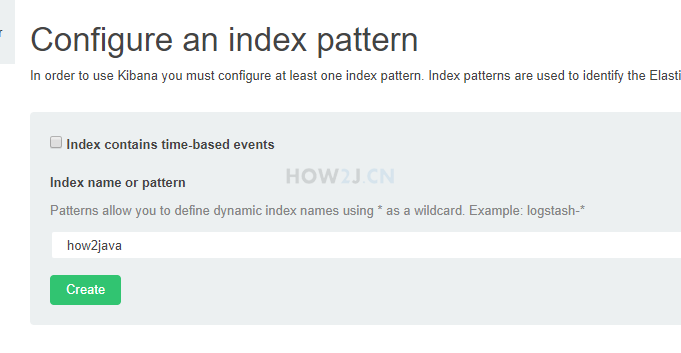 Configure an index pattern
In order to use Kibana you must configure at least one index pattern. Index patterns are used to identify the Elasti
Index contains time-based events
HOW2J.CN
Index name or pattern
Patterns allow you to define dynamic index names using * as a wildcard. Example: logstash-*
how2java
Create